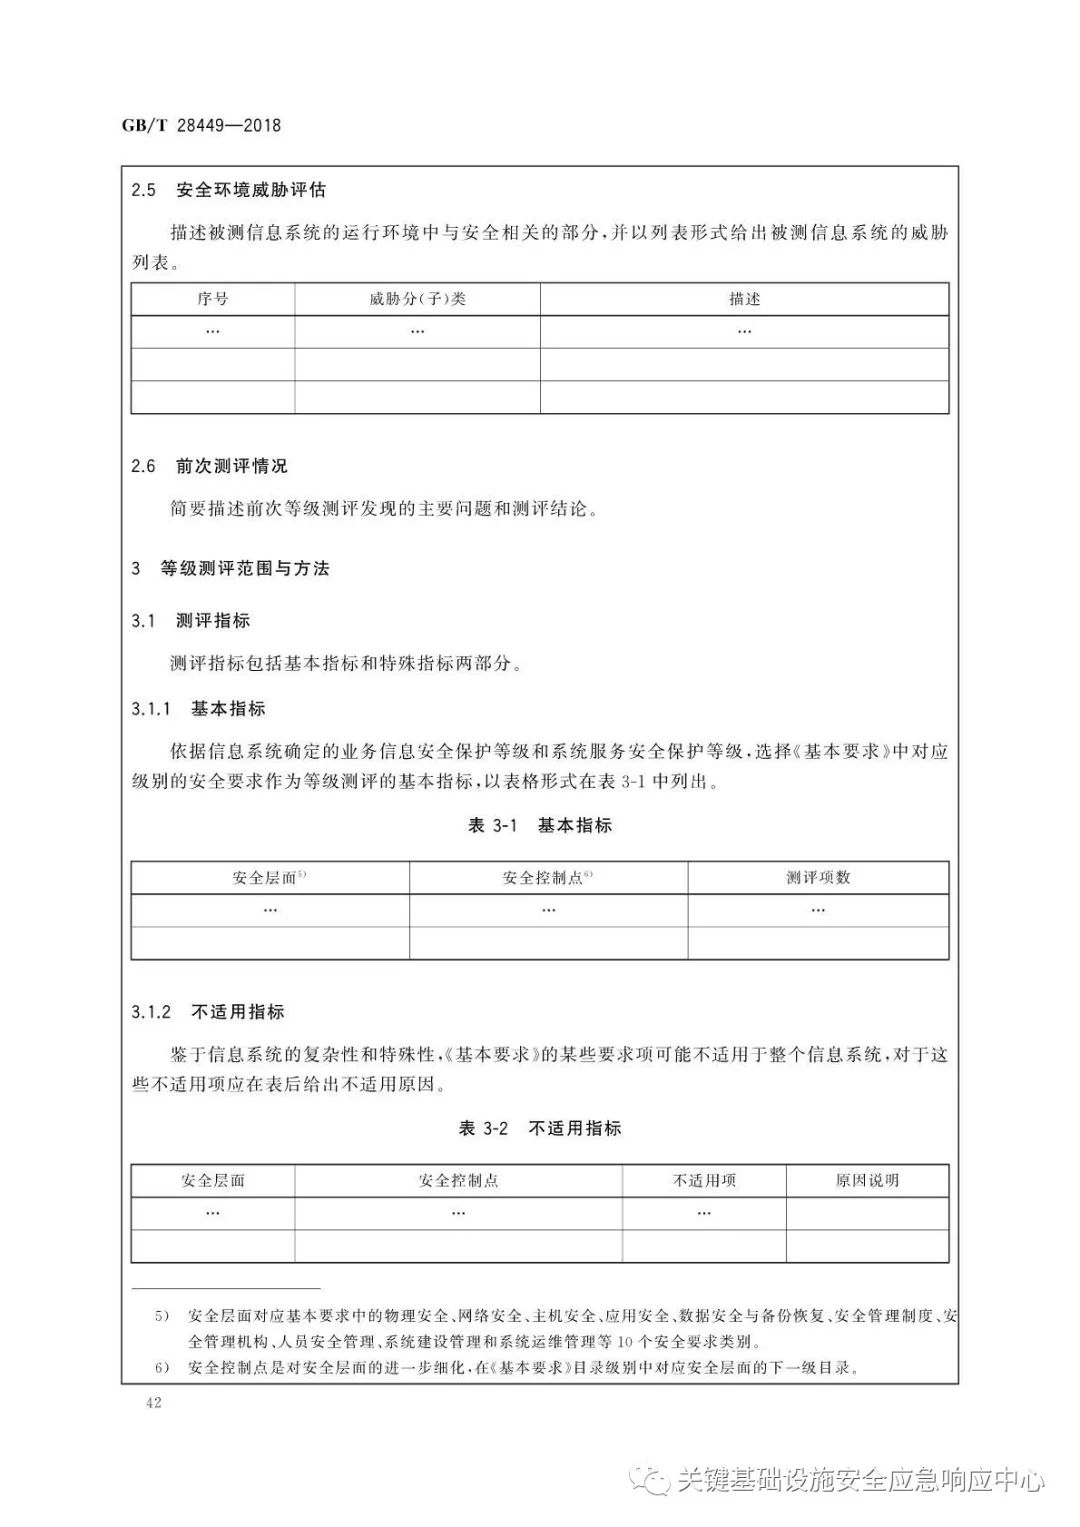 GB/T 28449—2018
2.5 安全环境威胁评估
描述被测信息系统的运行环境中与安全相关的部分,并以列表形式给出被测信息系统的威胁
列表。
序号 威胁分(子)类 描述
… … …
2.6 前次测评情况
简要描述前次等级测评发现的主要问题和测评结论。
3 等级测评范围与方法
3.1 测评指标
测评指标包括基本指标和特殊指标两部分。
3.1.1 基本指标
依据信息系统确定的业务信息安全保护等级和系统服务安全保护等级,选择《基本要求》中对应
级别的安全要求作为等级测评的基本指标,以表格形式在表 3-1 中列出。
表 3-1 基本指标
安全层面5) 安全控制点6) 测评项数
… … …
3.1.2 不适用指标
鉴于信息系统的复杂性和特殊性,《基本要求》的某些要求项可能不适用于整个信息系统,对于这
些不适用项应在表后给出不适用原因。
表 3-2 不适用指标
安全层面 安全控制点 不适用项 原因说明
… … …
5) 安全层面对应基本要求中的物理安全、网络安全、主机安全、应用安全、数据安全与备份恢复、安全管理制度、安
全管理机构、人员安全管理、系统建设管理和系统运维管理等 10 个安全要求类别。
6) 安全控制点是对安全层面的进一步细化,在《基本要求》目录级别中对应安全层面的下一级目录。
42
关键基础设施安全应急响应中心